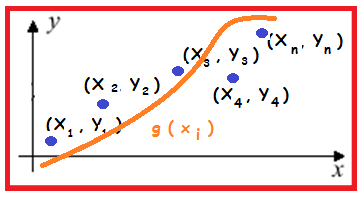 y
(X₃, Y₃)
(Xₙ, Yₙ)
(X₂, Y₂)
(X₄, Y₄)
(X₁, Y₁)
g(xᵢ)
x